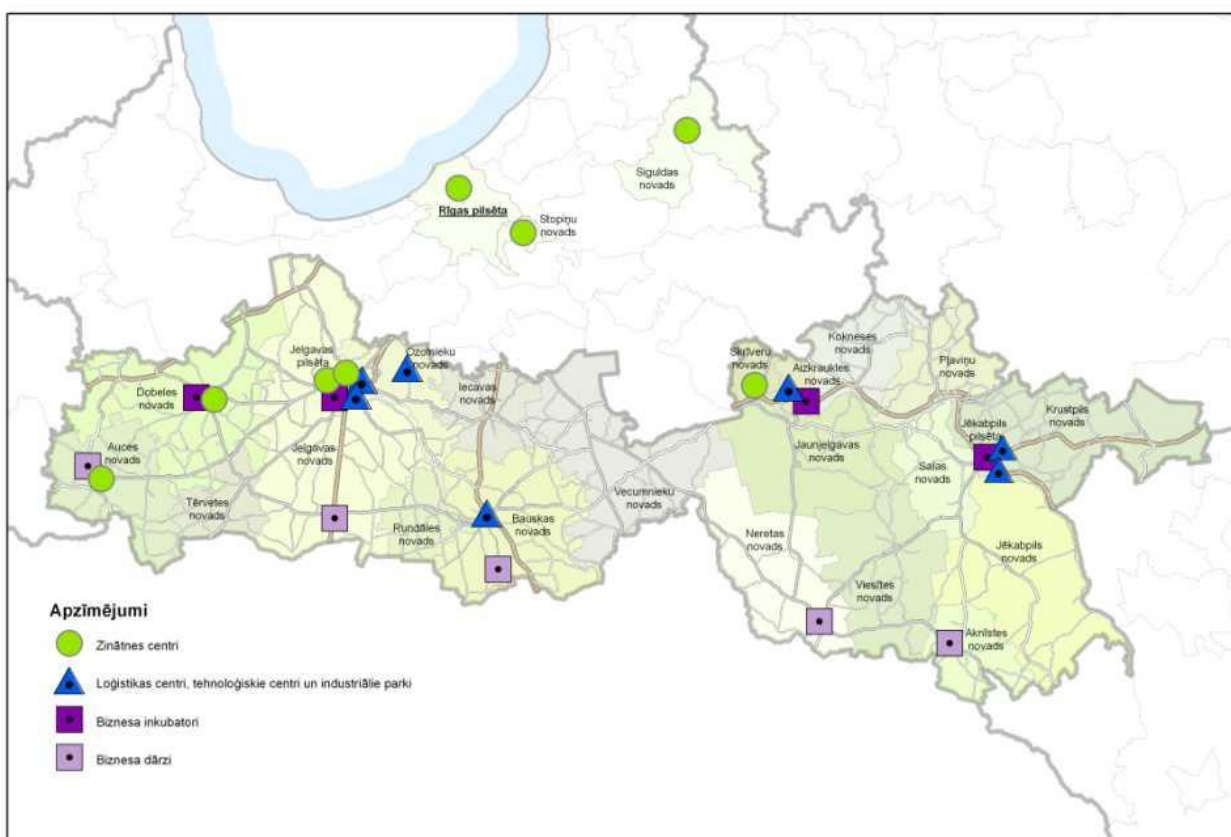 Siguldas
novads
Rīgas pilsēta
Stopiņu
novads
Jelgavas
pilsēta
Ozolnieku
novads
Iecavas
novads
Dobeles
novads
Auces
novads
Jelgavas
novads
Tērvetes
novads
Rundāles
novads
Bauskas
novads
Vecumnieku
novads
Skrīveru
novads
Kokneses
novads
Aizkraukles
novads
Pļaviņu
novads
Jēkabpils
pilsēta
Krustpils
novads
Jaunjelgavas
novads
Salas
novads
Neretas
novads
Viesītes
novads
Jēkabpils
novads
Aknīstes
novads
Apzīmējumi
Zinātnes centri
Loģistikas centri, tehnoloģiskie centri un industriālie parki
Biznesa inkubatori
Biznesa dārzi